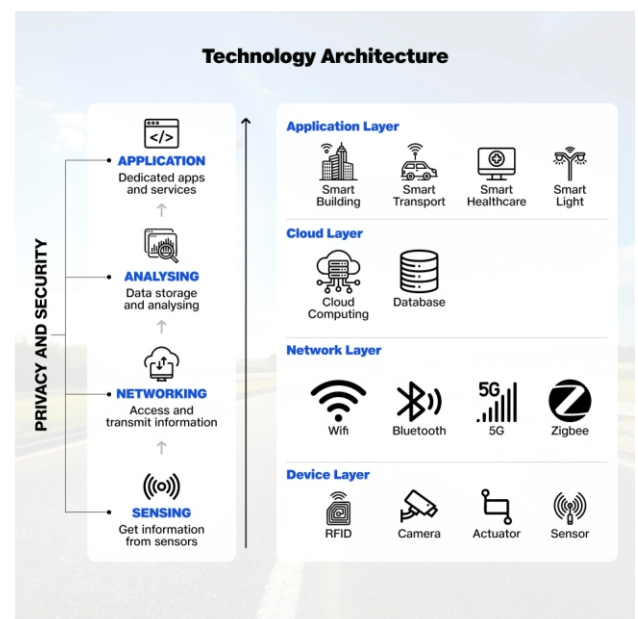 Technology Architecture
PRIVACY AND SECURITY
</>
APPLICATION
Dedicated apps
and services
ANALYSING
Data storage
and analysing
NETWORKING
Access and
transmit information
SENSING
Get information
from sensors
Application Layer
Smart
Building
Smart
Transport
Smart
Healthcare
Smart
Light
Cloud Layer
Cloud
Computing
Database
Network Layer
Wifi
Bluetooth
5G
5G
Zigbee
Device Layer
RFID
Camera
Actuator
Sensor